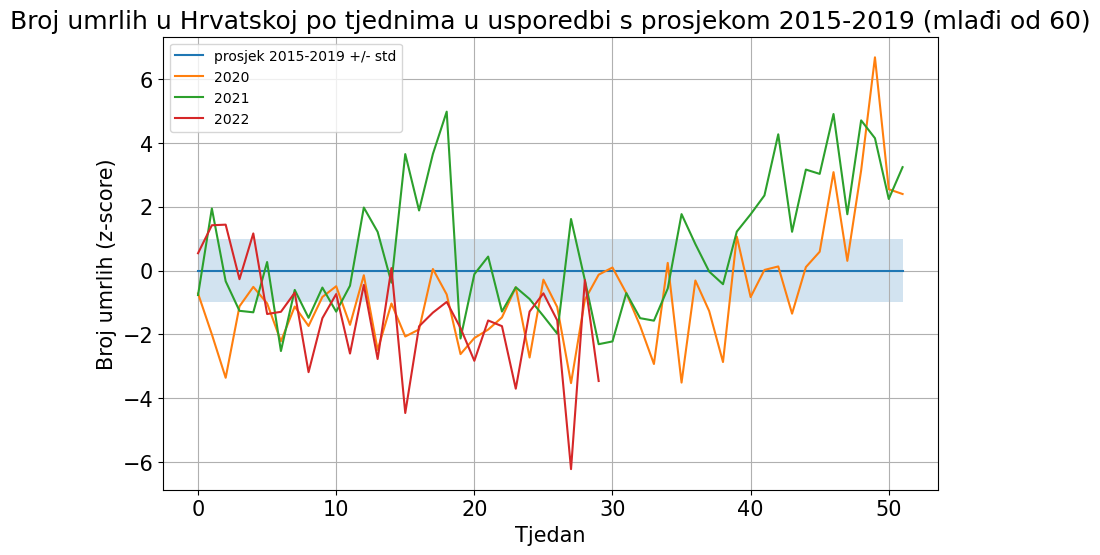 Broj umrlih u Hrvatskoj po tjednima u usporedbi s prosjekom 2015-2019 (mlađi od 60)
prosjek 2015-2019 +/- std
2020
2021
2022
Broj umrlih (z-score)
6
4
2
0
−2
−4
−6
0 10 20 30 40 50
Tjedan